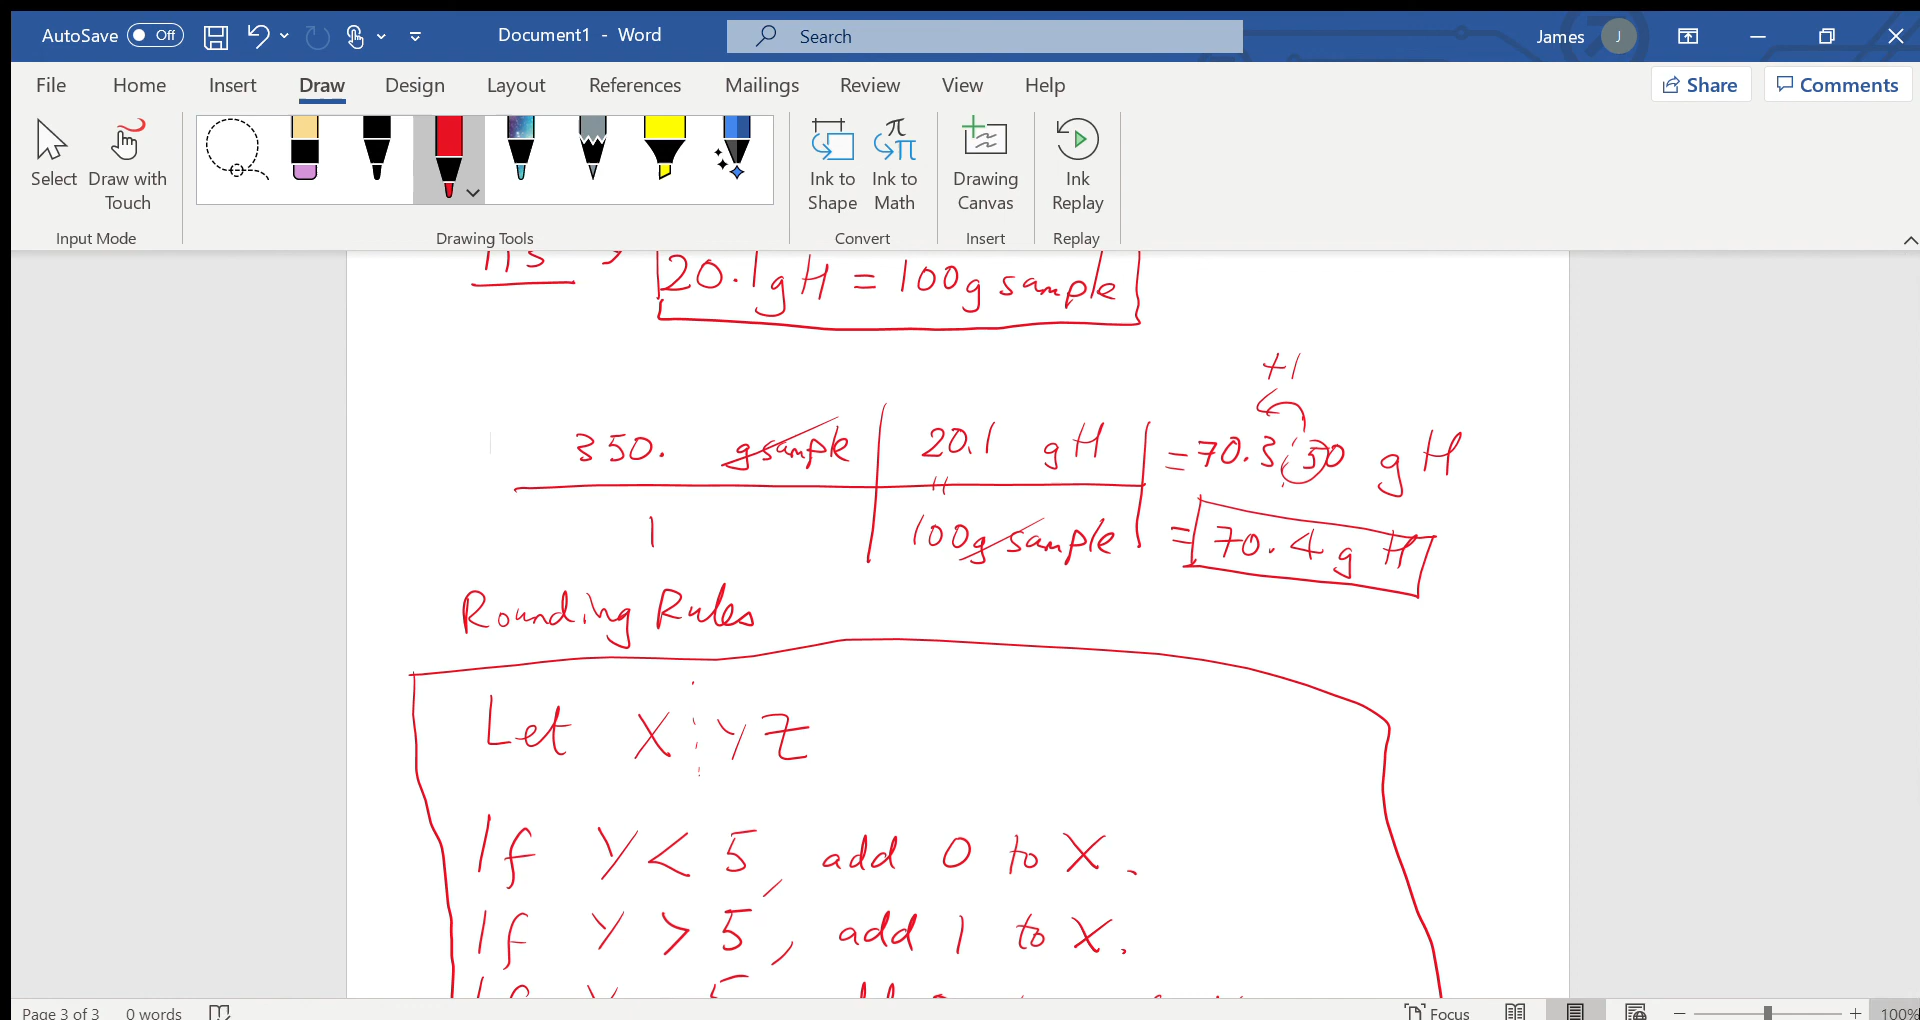 AutoSave Off Document1 - Word Search James J
File Home Insert Draw Design Layout References Mailings Review View Help Share Comments
Select Draw with Touch
Ink to Shape Ink to Math Drawing Canvas Ink Replay
Input Mode Drawing Tools Convert Insert Replay
20.1 g H = 100 g sample
+1
350. g sample 20.1 g H = 70.350 g H
1 100 g sample = 70.4 g H
Rounding Rules
Let X YZ
If Y < 5, add 0 to X.
If Y > 5, add 1 to X.
Page 3 of 3 0 words Focus 100%